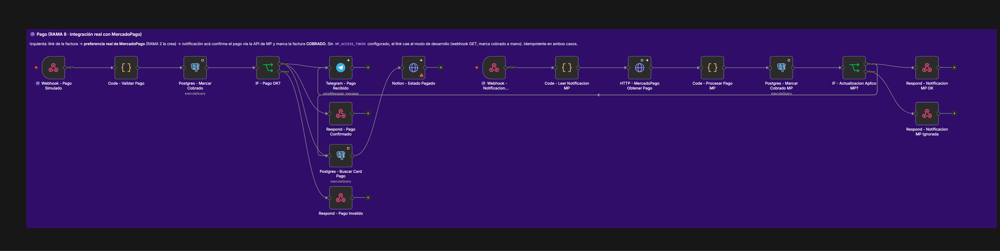 Pago (RAMA 8 · integración real con MercadoPago)
Izquierda: link de la factura → preferencia real de MercadoPago (RAMA 2 la crea) → notificación acá confirma el pago vía la API de MP y marca la factura COBRADO. Sin MP_ACCESS_TOKEN configurado, el link cae al modo de desarrollo (webhook GET, marca cobrado a mano). Idempotente en ambos casos.
GET
Webhook - Pago
Simulado
Code - Validar Pago
Postgres - Marcar
Cobrado
executeQuery
true
false
IF - Pago OK?
Telegram - Pago
Recibido
sendMessage: message
Notion - Estado Pagado
POST
Webhook -
Notificacion...
Code - Leer Notificacion
MP
HTTP - MercadoPago
Obtener Pago
Code - Procesar Pago
MP
Postgres - Marcar
Cobrado MP
executeQuery
true
false
IF - Actualizacion Aplico
MP?
Respond - Notificacion
MP OK
Respond - Pago
Confirmado
Respond - Notificacion
MP Ignorada
Postgres - Buscar Card
Pago
executeQuery
Respond - Pago Invalido